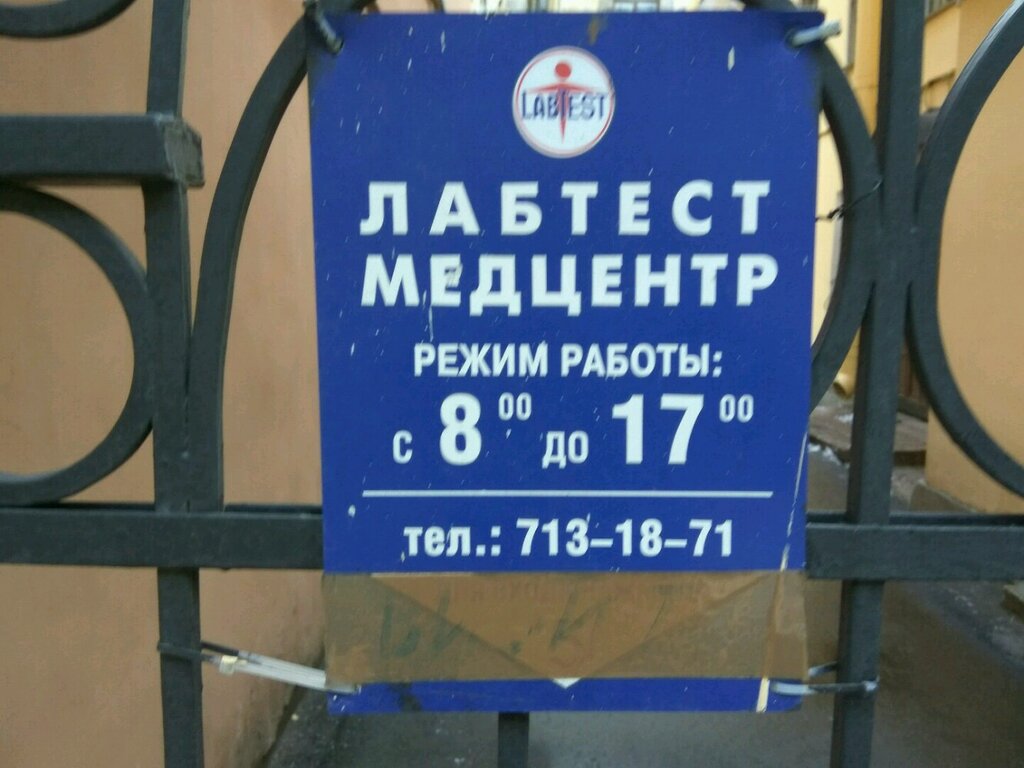 LABTEST
ЛАБТЕСТ
МЕДЦЕНТР
РЕЖИМ РАБОТЫ:
с 8 00 до 17 00
тел.: 713-18-71